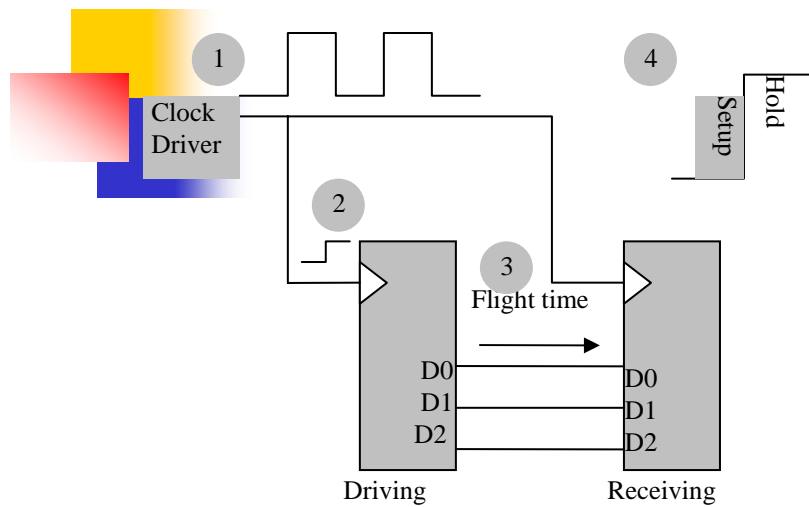 1
4
Clock
Driver
Setup
Hold
2
3
Flight time
D0
D1
D2
D0
D1
D2
Driving
Receiving